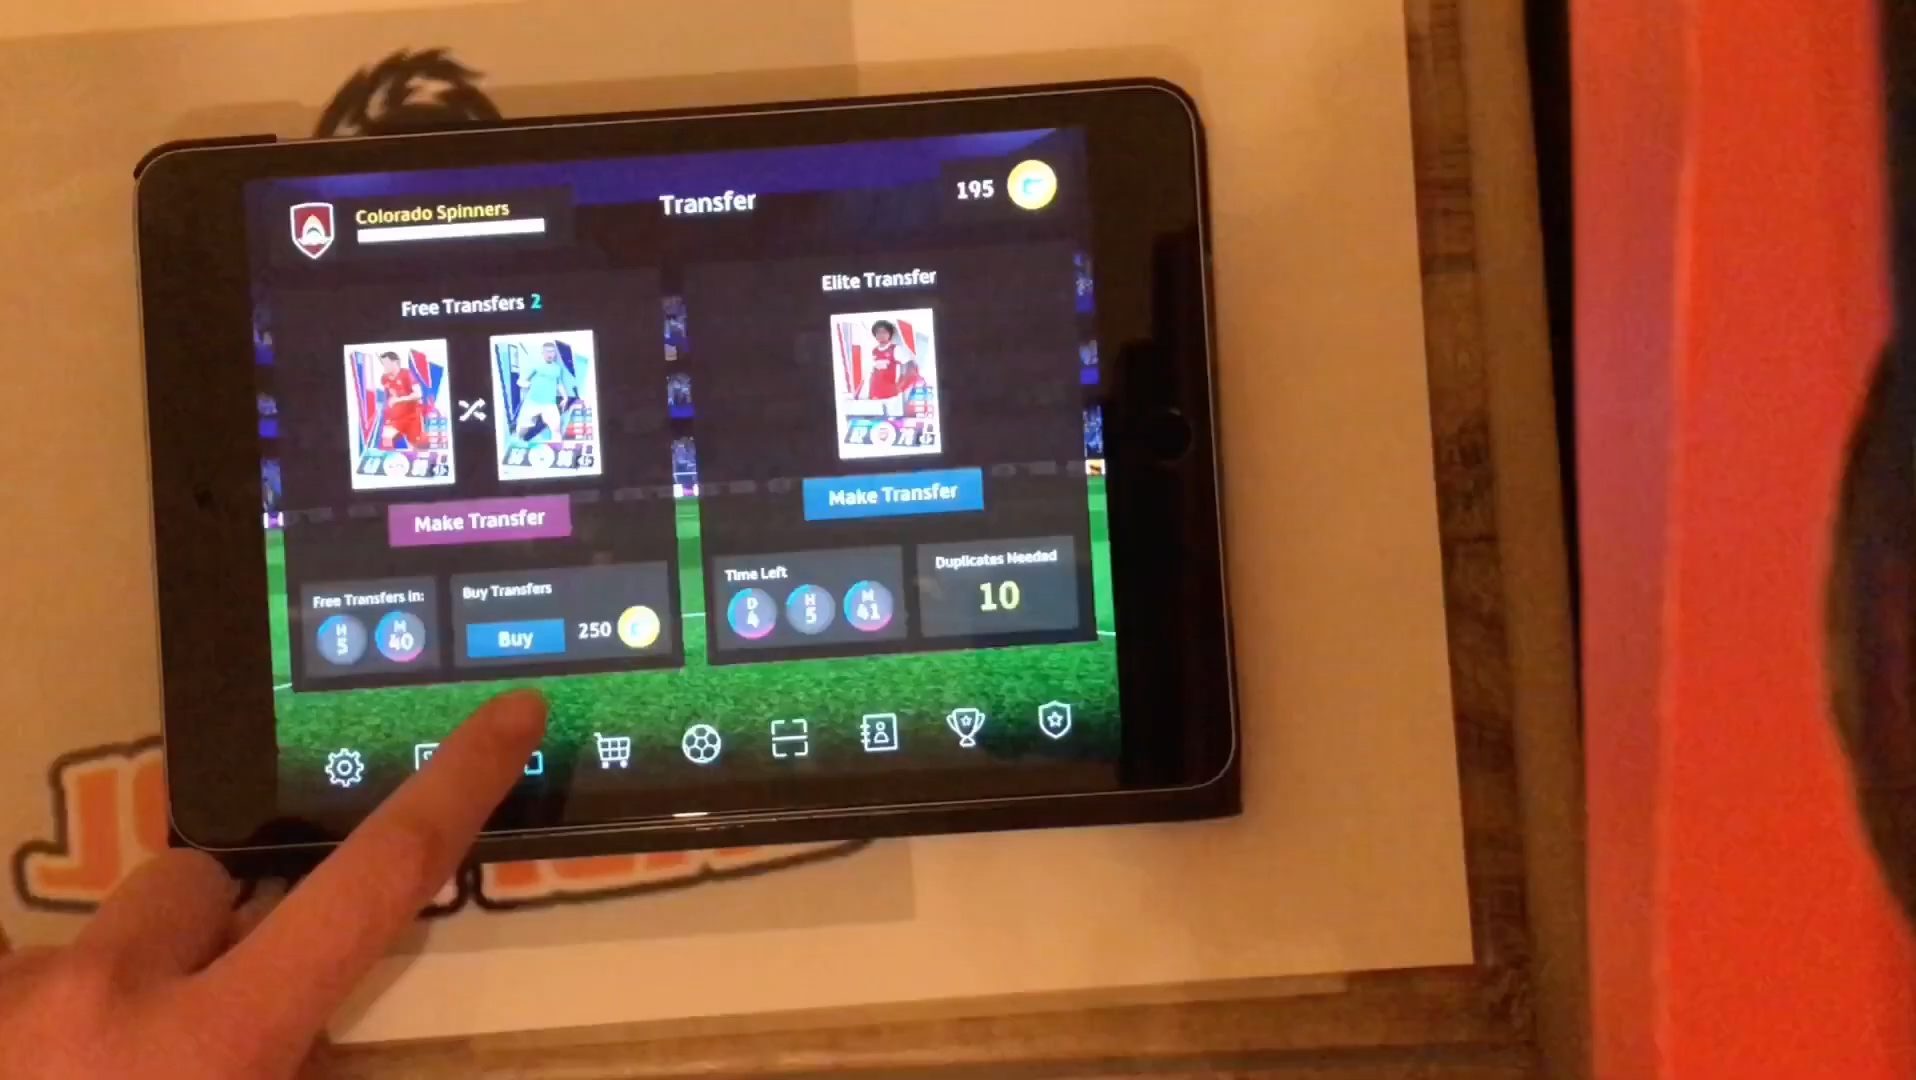 Colorado Spinners
Transfer
195
Free Transfers 2
Make Transfer
Free Transfers in:
H
5
M
40
Buy Transfers
Buy
250
Elite Transfer
Make Transfer
Time Left
D
4
H
5
M
41
Duplicates Needed
10